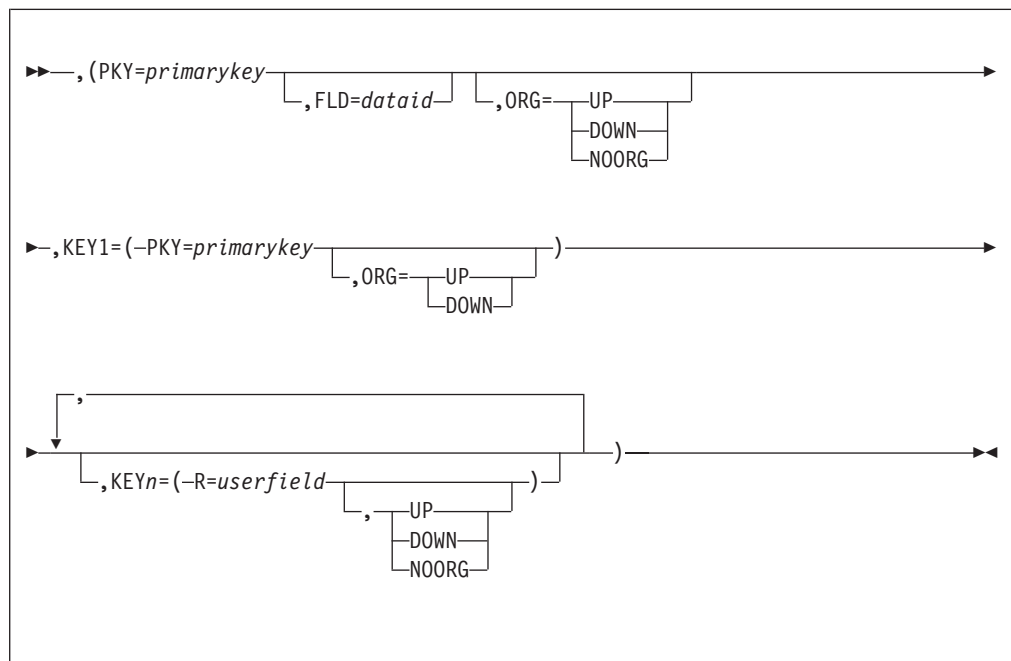 ,(PKY=primarykey ,ORG= UP
,FLD=dataid DOWN
NOORG
,KEY1=(PKY=primarykey )
,ORG= UP
DOWN
,
)
,KEYn=(R=userfield )
, UP
DOWN
NOORG